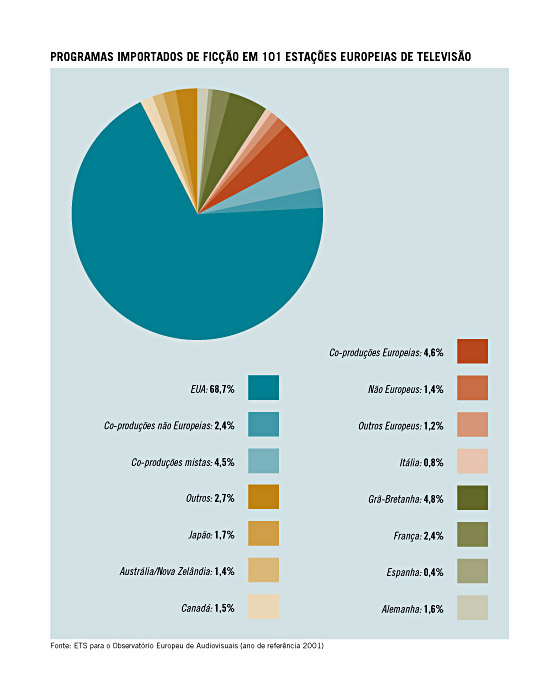 PROGRAMAS IMPORTADOS DE FICÇÃO EM 101 ESTAÇÕES EUROPEIAS DE TELEVISÃO
Co-produções Europeias: 4,6%
EUA: 68,7%
Não Europeus: 1,4%
Co-produções não Europeias: 2,4%
Outros Europeus: 1,2%
Co-produções mistas: 4,5%
Itália: 0,8%
Outros: 2,7%
Grã-Bretanha: 4,8%
Japão: 1,7%
França: 2,4%
Austrália/Nova Zelândia: 1,4%
Espanha: 0,4%
Canadá: 1,5%
Alemanha: 1,6%
Fonte: ETS para o Observatório Europeu de Audiovisuais (ano de referência 2001)